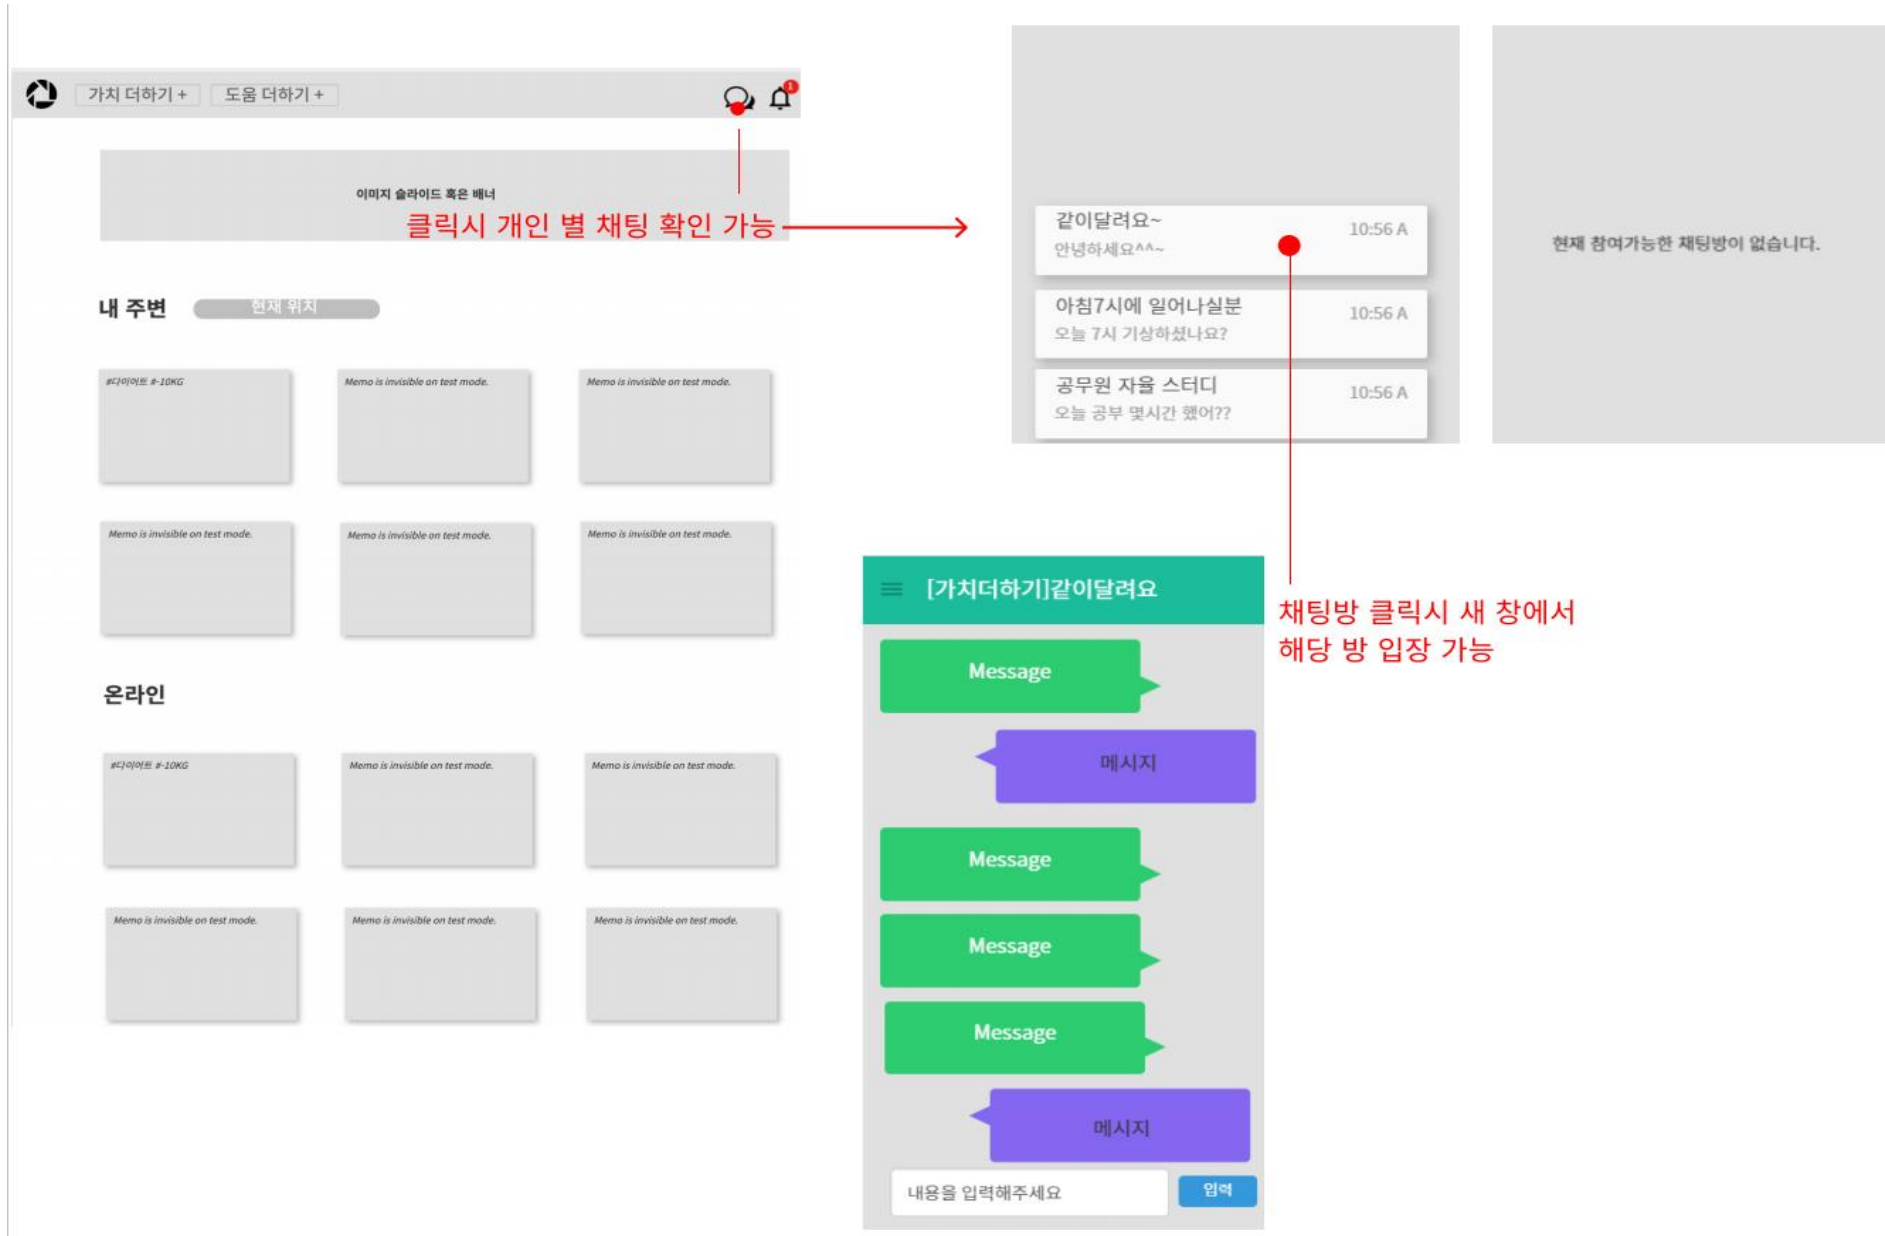 가치 더하기 +
도움 더하기 +
1
이미지 슬라이드 혹은 배너
클릭시 개인 별 채팅 확인 가능
내 주변
현재 위치
#다이어트 #-10KG
Memo is invisible on test mode.
Memo is invisible on test mode.
Memo is invisible on test mode.
Memo is invisible on test mode.
Memo is invisible on test mode.
온라인
#다이어트 #-10KG
Memo is invisible on test mode.
Memo is invisible on test mode.
Memo is invisible on test mode.
Memo is invisible on test mode.
Memo is invisible on test mode.
같이달려요~
10:56 A
안녕하세요^^~
아침7시에 일어나실분
10:56 A
오늘 7시 기상하셨나요?
공무원 자율 스터디
10:56 A
오늘 공부 몇시간 했어??
현재 참여가능한 채팅방이 없습니다.
채팅방 클릭시 새 창에서
해당 방 입장 가능
[가치더하기]같이달려요
Message
메시지
Message
Message
Message
메시지
내용을 입력해주세요
입력